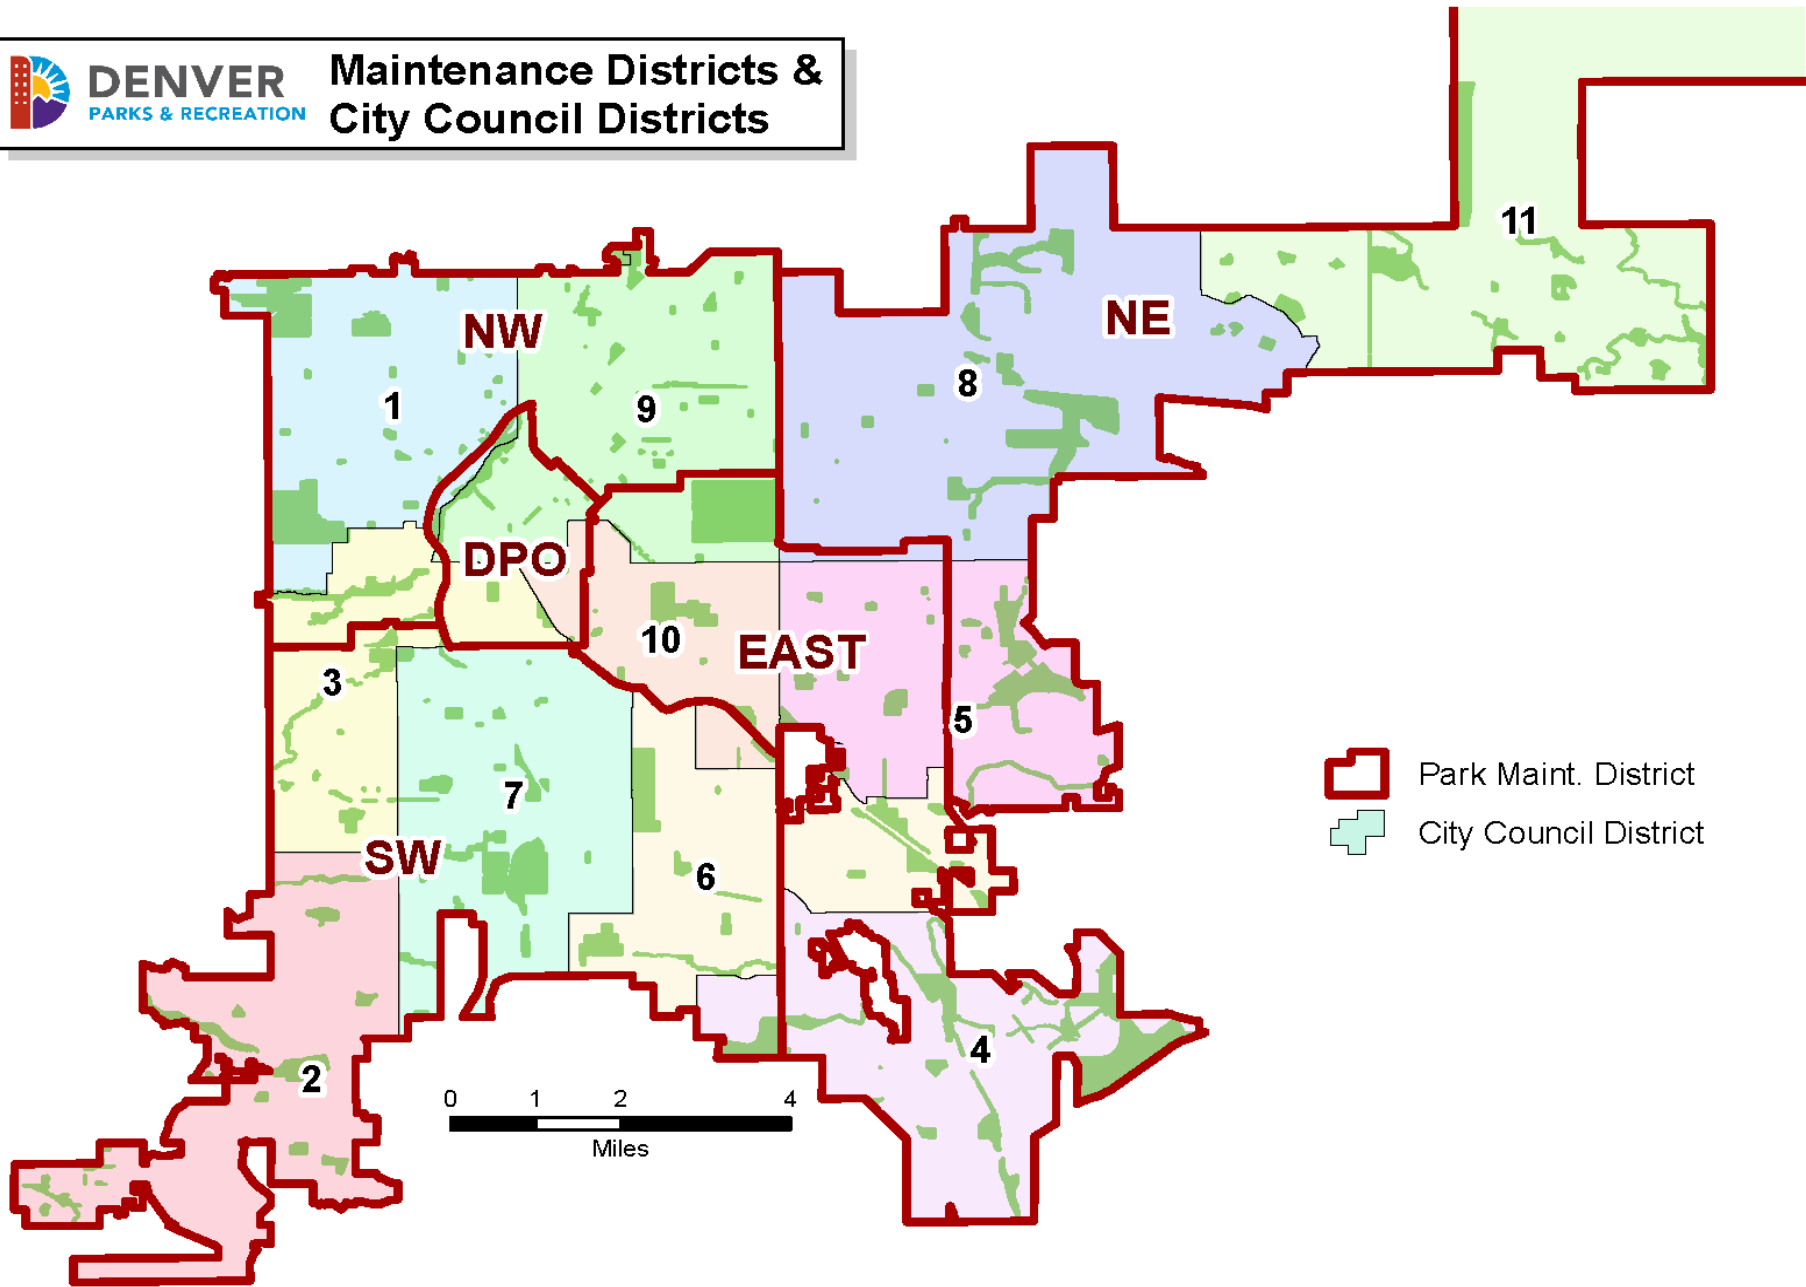 DENVER
PARKS & RECREATION
Maintenance Districts &
City Council Districts
11
NW
NE
1
9
8
DPO
10
EAST
3
5
7
SW
6
Park Maint. District
City Council District
2
4
0 1 2 4
Miles